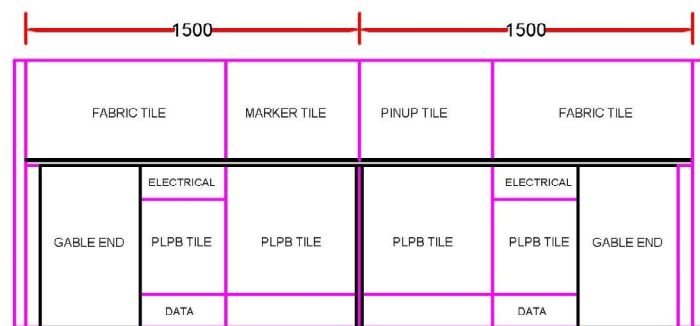 1500 1500
FABRIC TILE MARKER TILE PINUP TILE FABRIC TILE
ELECTRICAL ELECTRICAL
GABLE END PLPB TILE PLPB TILE PLPB TILE PLPB TILE GABLE END
DATA DATA